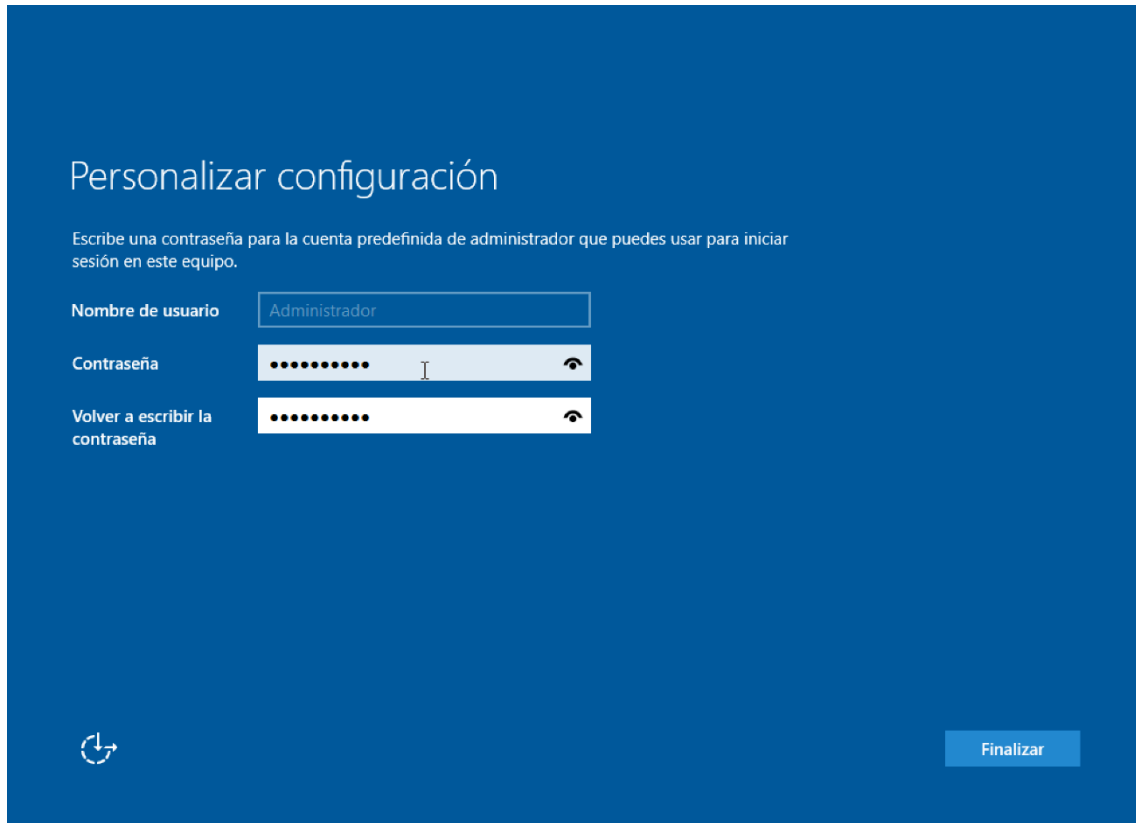 Personalizar configuración
Escribe una contraseña para la cuenta predefinida de administrador que puedes usar para iniciar
sesión en este equipo.
Nombre de usuario
Administrador
Contraseña
••••••••••
Volver a escribir la
contraseña
••••••••••
Finalizar